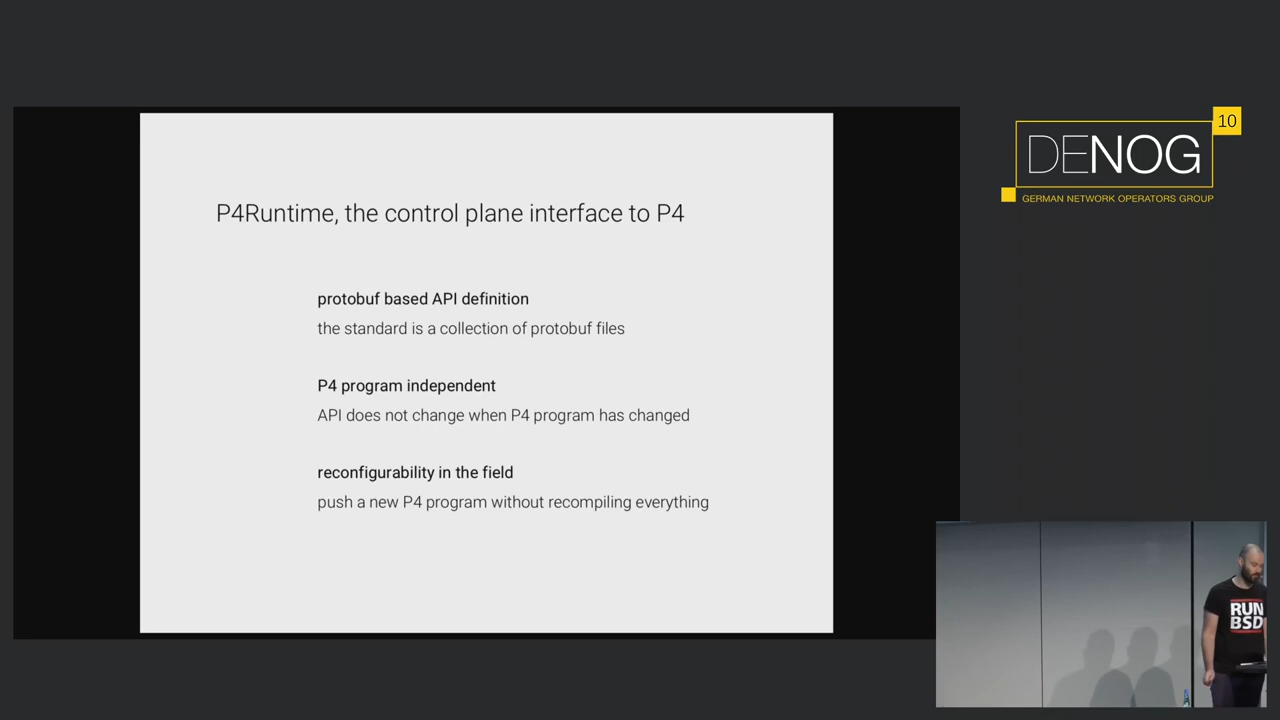 P4Runtime, the control plane interface to P4
protobuf based API definition
the standard is a collection of protobuf files
P4 program independent
API does not change when P4 program has changed
reconfigurability in the field
push a new P4 program without recompiling everything
10
DENOG
GERMAN NETWORK OPERATORS GROUP
RUN
BSD